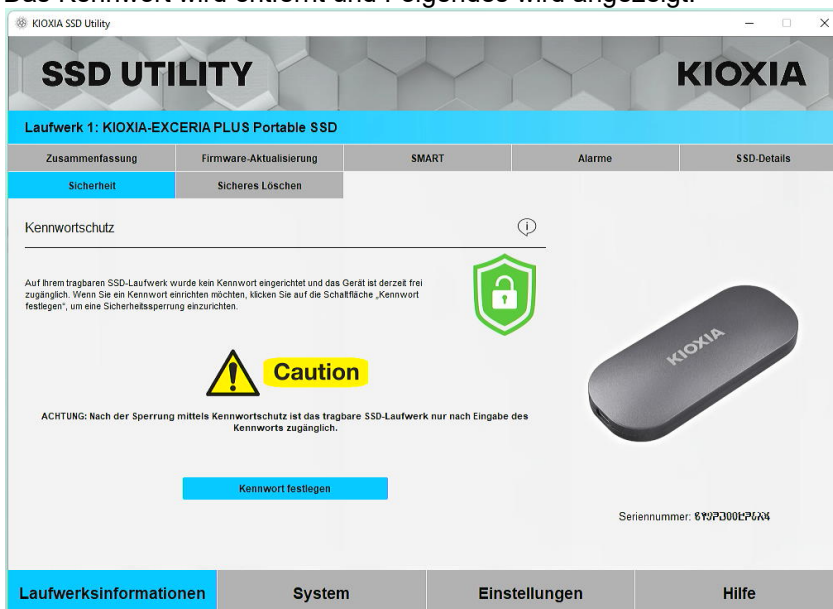 Das Kennwort wird entfernt und Folgendes wird angezeigt:
KIOXIA SSD Utility
SSD UTILITY
KIOXIA
Laufwerk 1: KIOXIA-EXCERIA PLUS Portable SSD
Zusammenfassung
Firmware-Aktualisierung
SMART
Alarme
SSD-Details
Sicherheit
Sicheres Löschen
Kennwortschutz
Auf Ihrem tragbaren SSD-Laufwerk wurde kein Kennwort eingerichtet und das Gerät ist derzeit frei
zugänglich. Wenn Sie ein Kennwort einrichten möchten, klicken Sie auf die Schaltfläche „Kennwort
festlegen“, um eine Sicherheitssperrung einzurichten.
Caution
ACHTUNG: Nach der Sperrung mittels Kennwortschutz ist das tragbare SSD-Laufwerk nur nach Eingabe des
Kennworts zugänglich.
KIOXIA
Kennwort festlegen
Seriennummer:
Laufwerksinformationen
System
Einstellungen
Hilfe